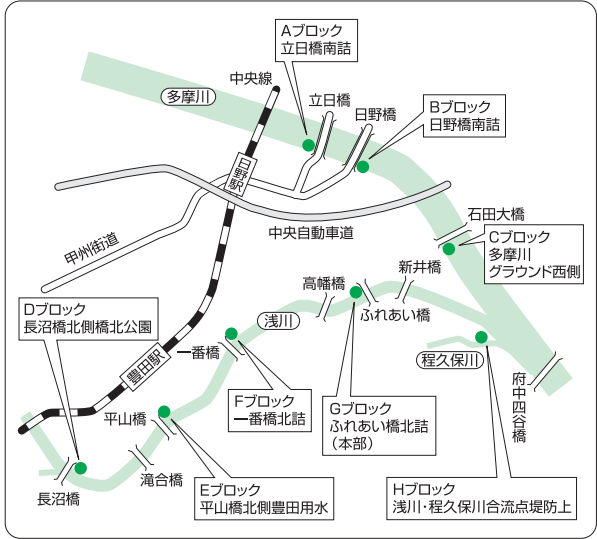 Aブロック
立日橋南詰
中央線
多摩川
立日橋
日野橋
Bブロック
日野橋南詰
日野駅
石田大橋
中央自動車道
甲州街道
Cブロック
多摩川
グラウンド西側
新井橋
高幡橋
ふれあい橋
浅川
Dブロック
長沼橋北側橋北公園
一番橋
程久保川
豊田駅
府中四谷橋
Fブロック
一番橋北詰
Gブロック
ふれあい橋北詰
（本部）
平山橋
滝合橋
長沼橋
Eブロック
平山橋北側豊田用水
Hブロック
浅川・程久保川合流点堤防上